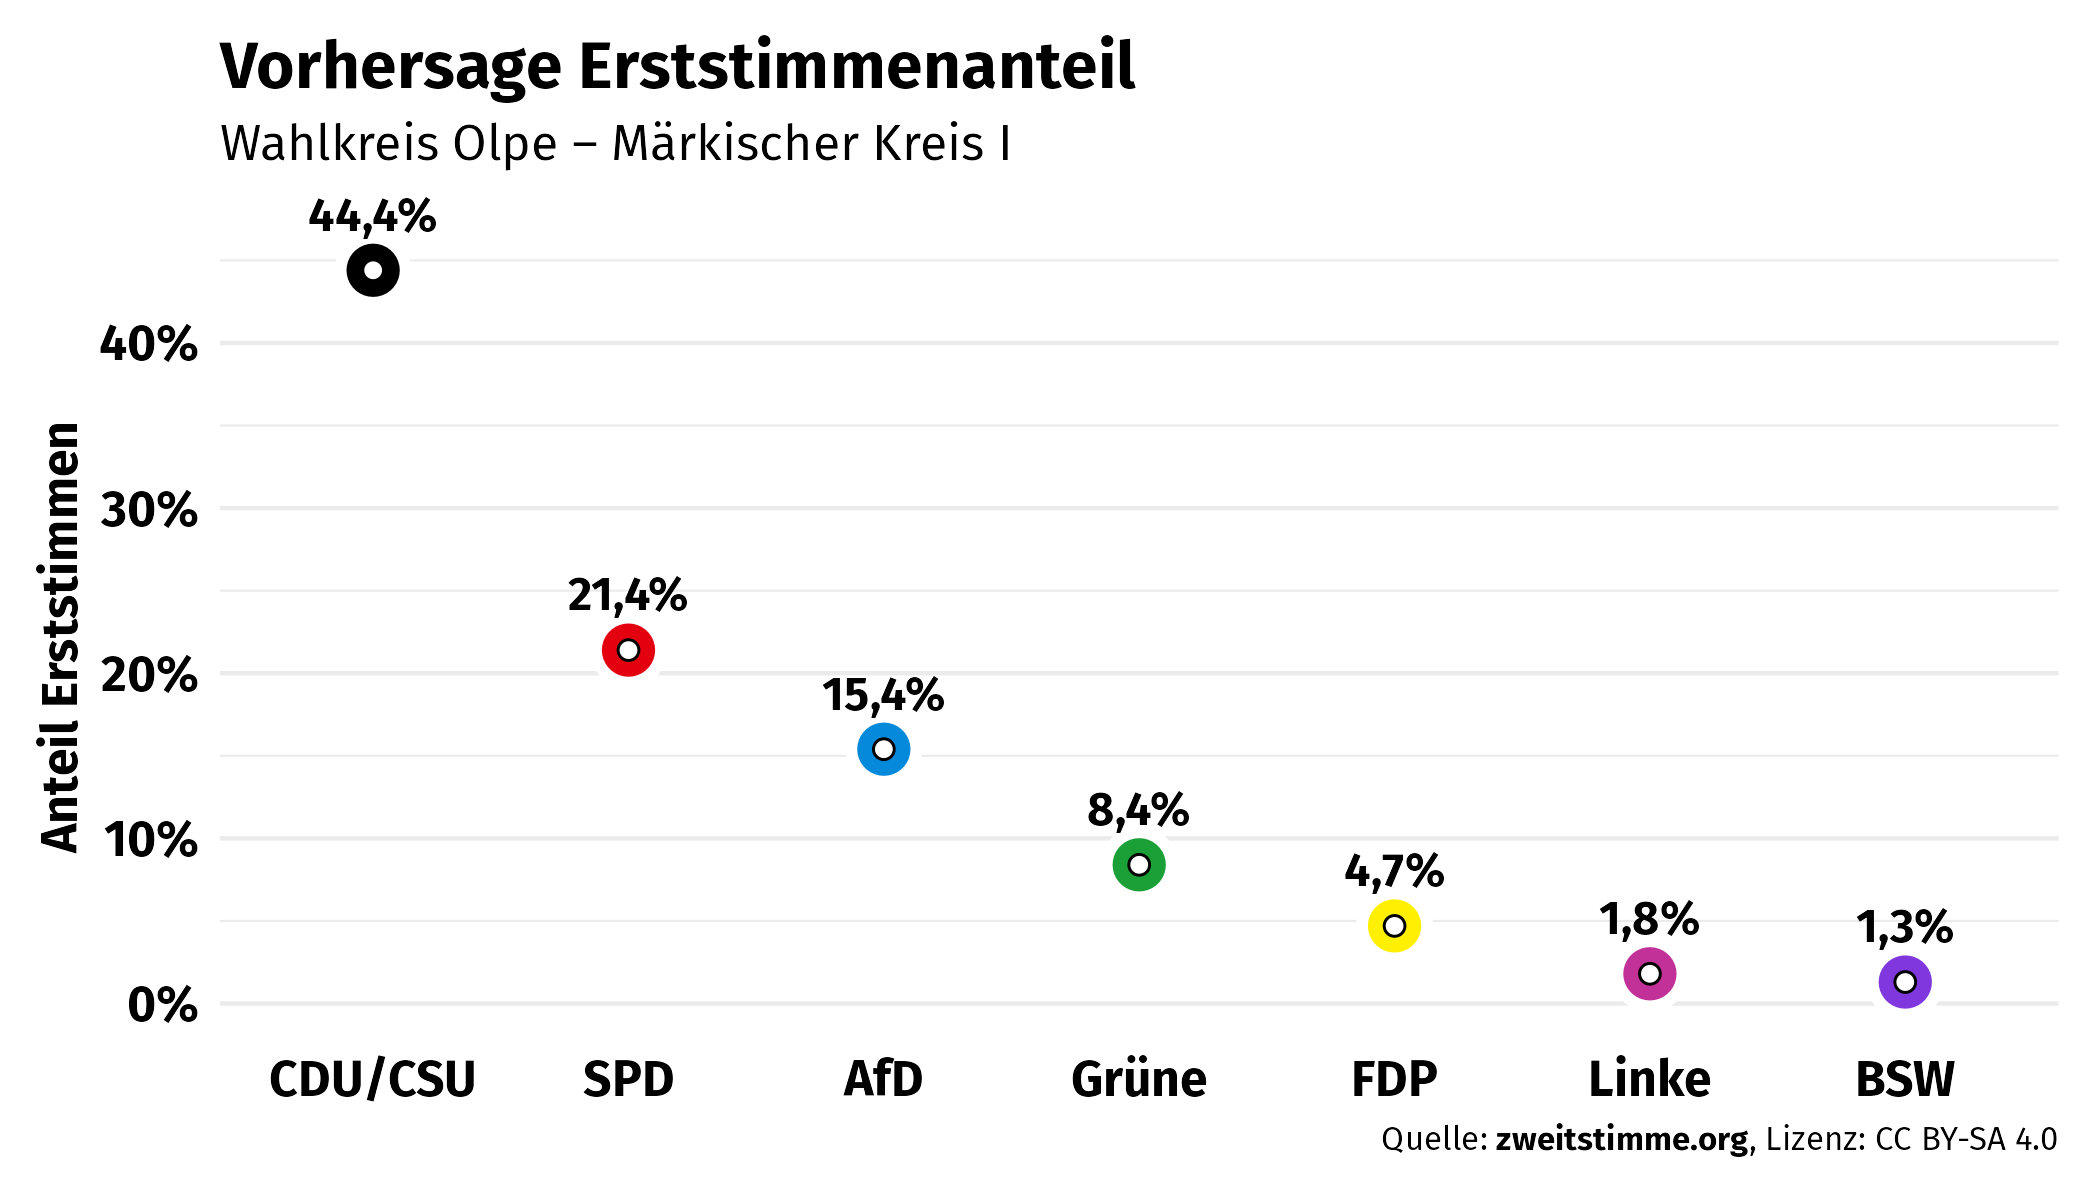 Vorhersage Erststimmenanteil
Wahlkreis Olpe – Märkischer Kreis I
44,4%
40%
30%
21,4%
20%
15,4%
10%
8,4%
4,7%
1,8%
1,3%
0%
Anteil Erststimmen
CDU/CSU SPD AfD Grüne FDP Linke BSW
Quelle: zweitstimme.org, Lizenz: CC BY-SA 4.0